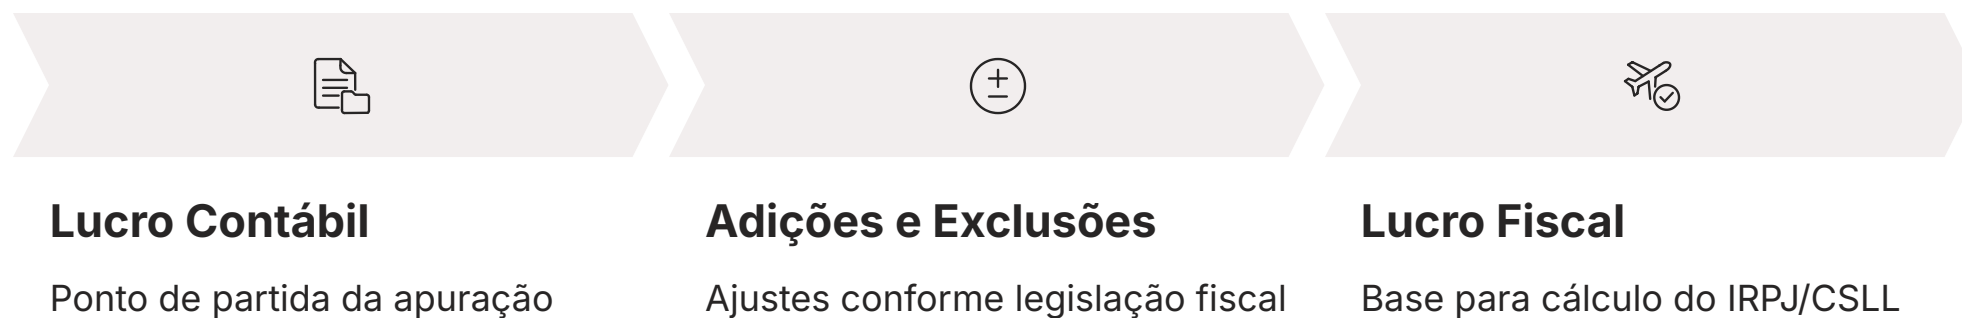 Lucro Contábil
Ponto de partida da apuração
Adições e Exclusões
Ajustes conforme legislação fiscal
Lucro Fiscal
Base para cálculo do IRPJ/CSLL